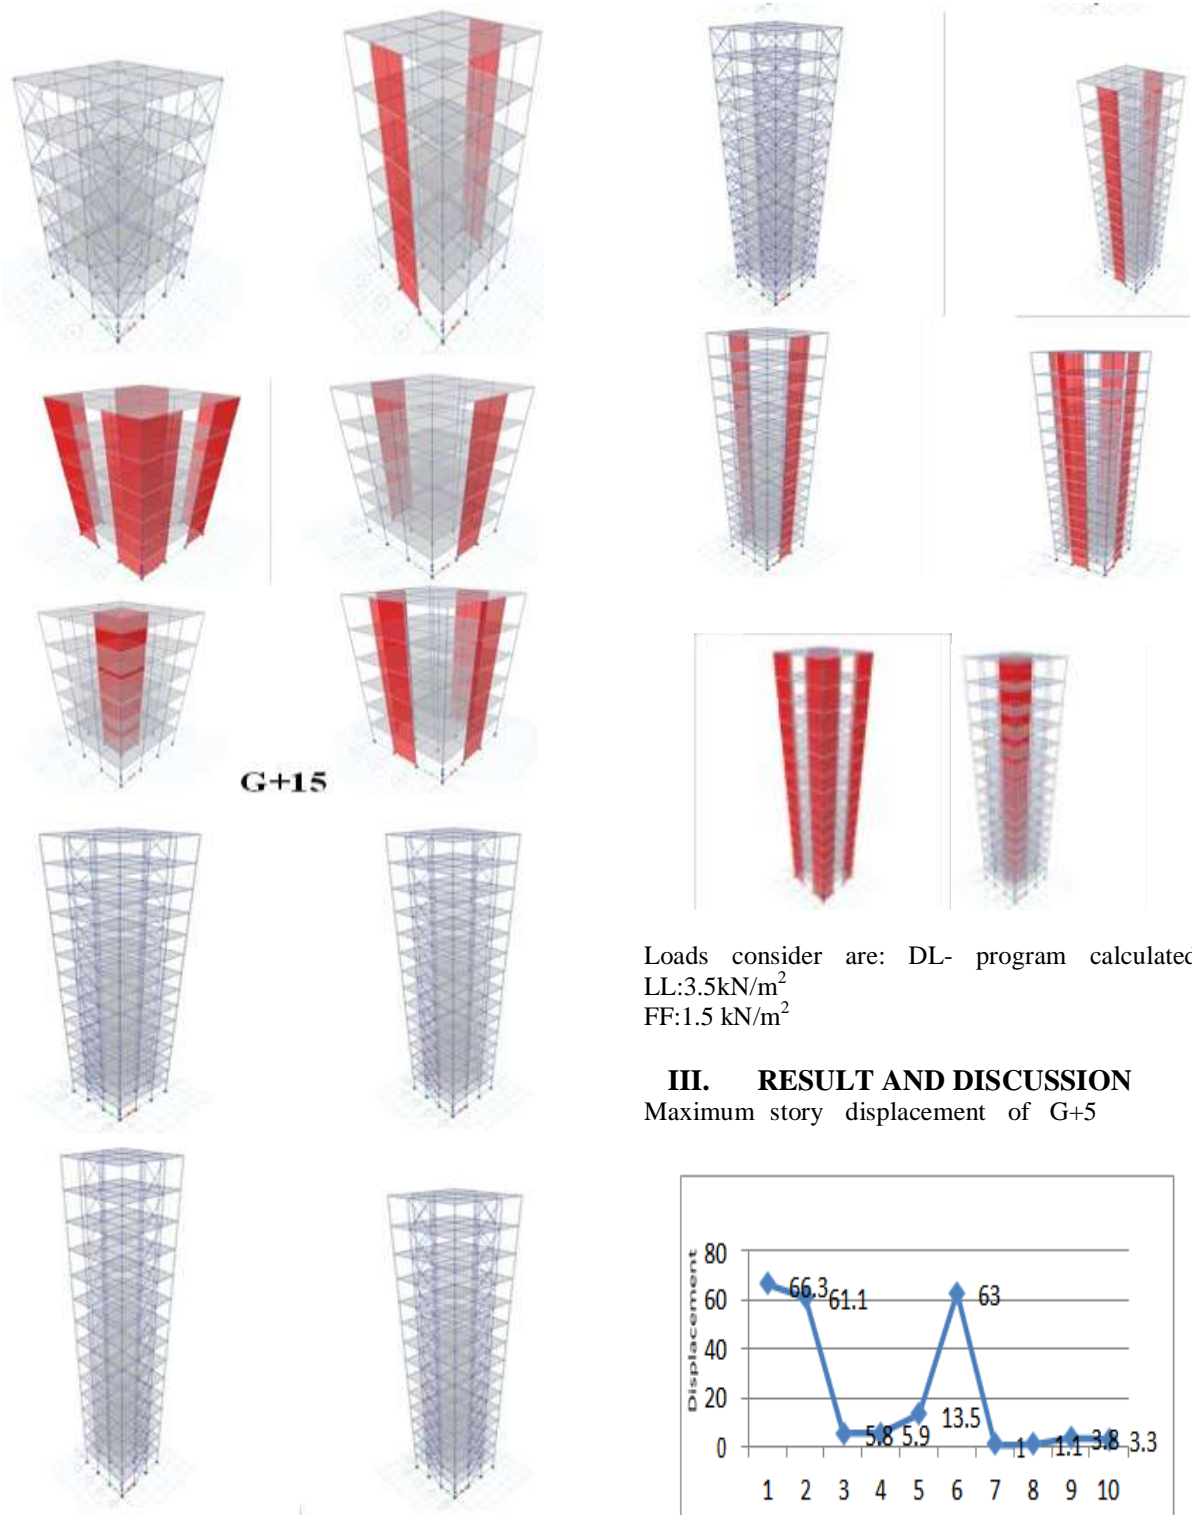 G+15
Loads consider are: DL- program calculated
LL:3.5kN/m²
FF:1.5 kN/m²
III. RESULT AND DISCUSSION
Maximum story displacement of G+5
Displacement
80
60
40
20
0
66.3
61.1
5.8
5.9
13.5
63
1
1.1
3.8
3.3
1 2 3 4 5 6 7 8 9 10